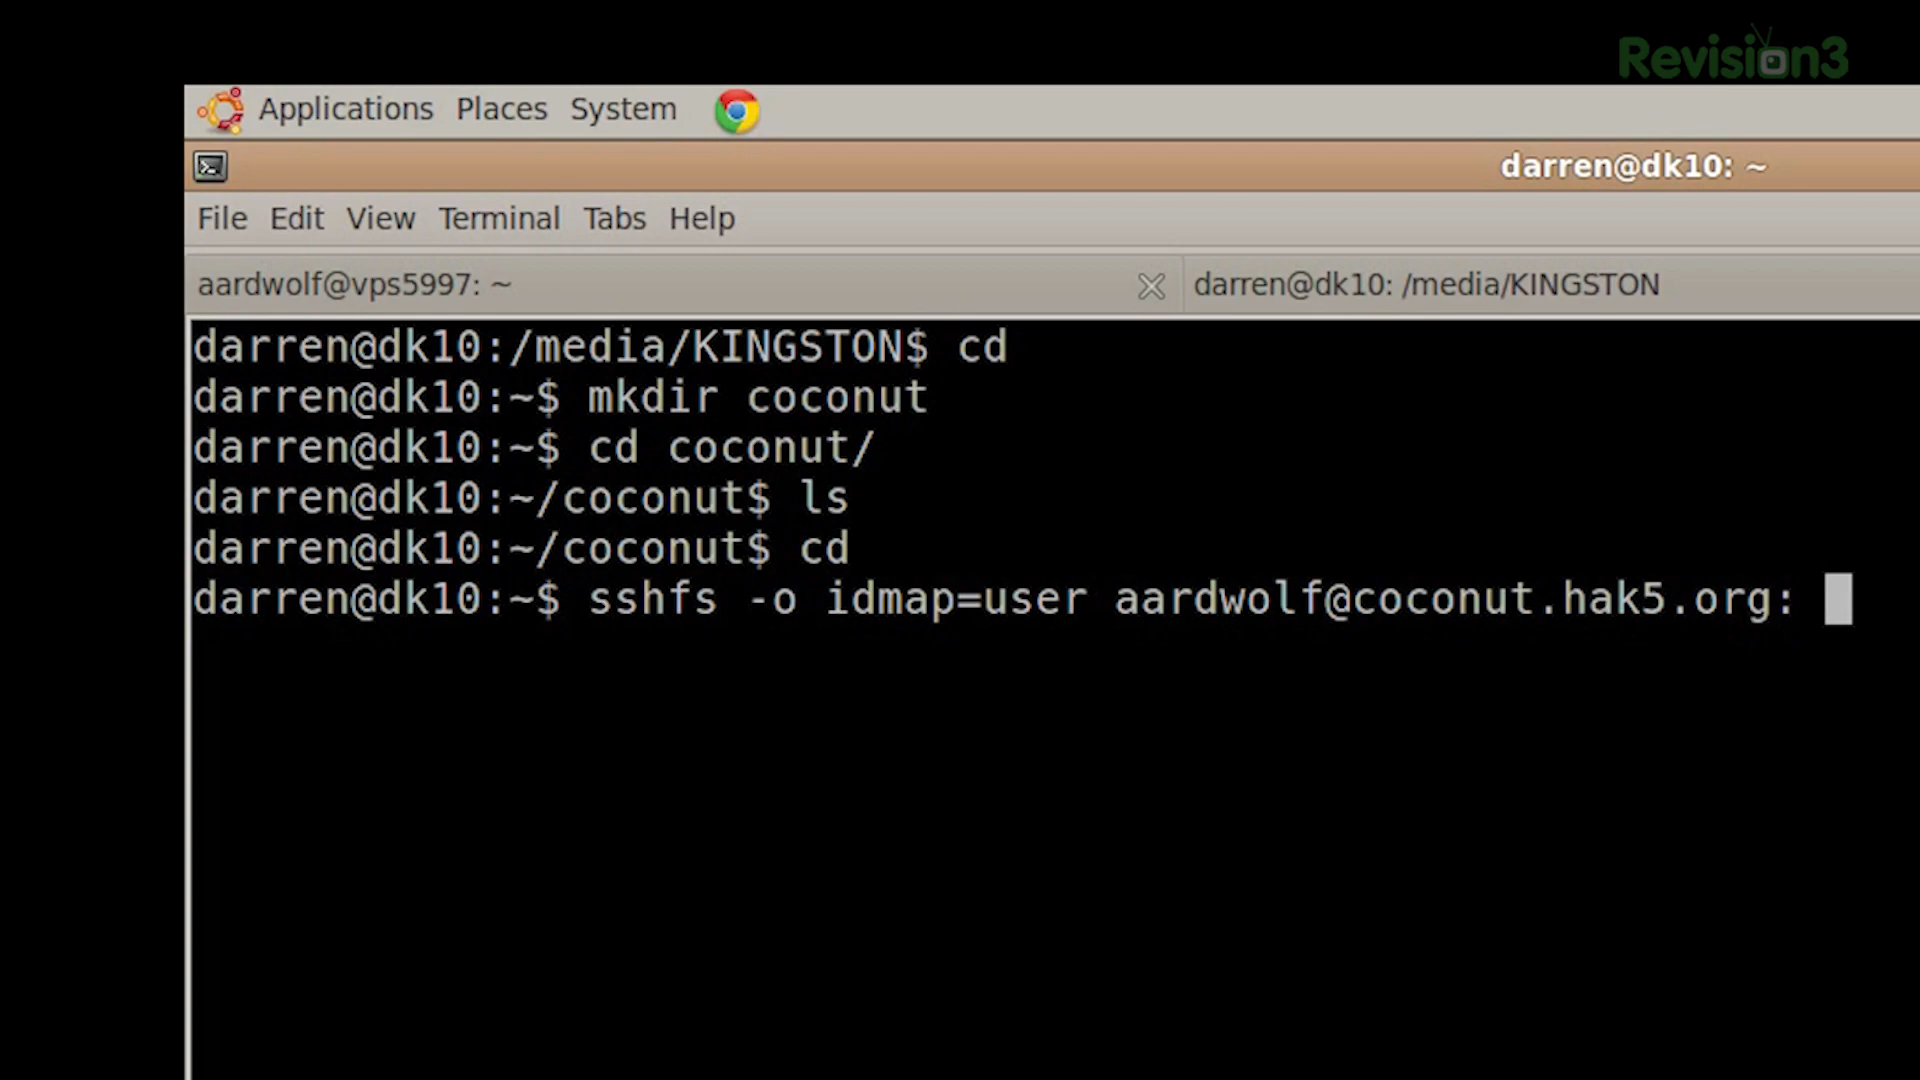 Revision3
Applications Places System
darren@dk10: ~
File Edit View Terminal Tabs Help
aardwolf@vps5997: ~ darren@dk10: /media/KINGSTON
darren@dk10:/media/KINGSTON$ cd
darren@dk10:~$ mkdir coconut
darren@dk10:~$ cd coconut/
darren@dk10:~/coconut$ ls
darren@dk10:~/coconut$ cd
darren@dk10:~$ sshfs -o idmap=user aardwolf@coconut.hak5.org: